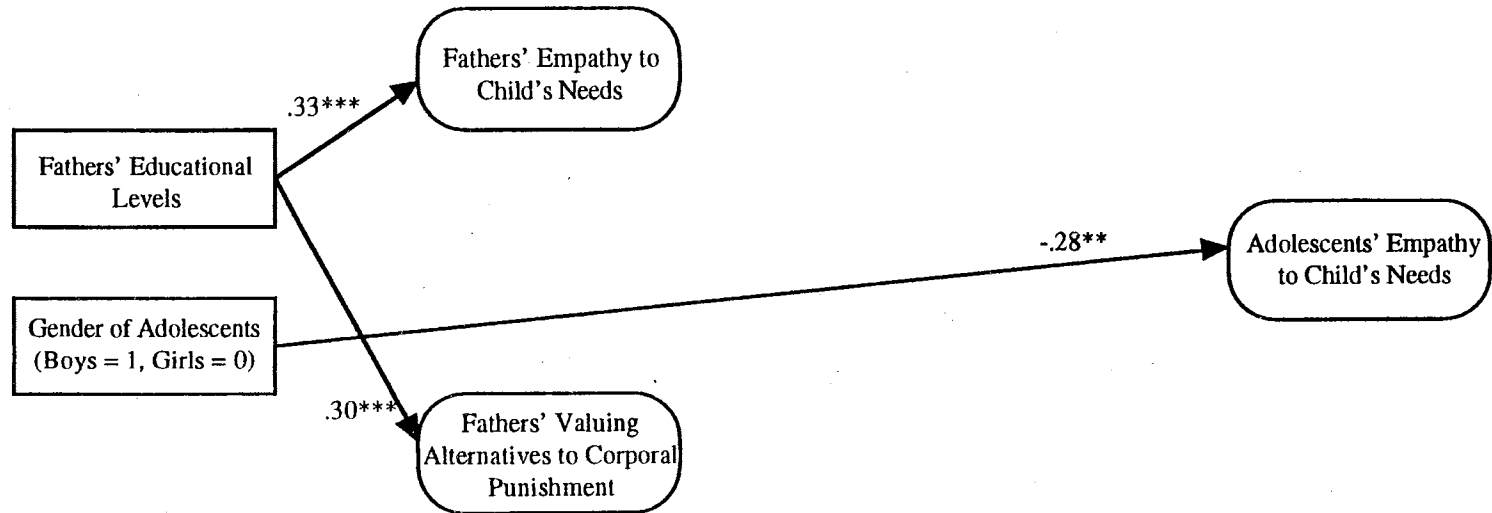 Fathers' Empathy to
Child's Needs
.33***
Fathers' Educational
Levels
-.28**
Adolescents' Empathy
to Child's Needs
Gender of Adolescents
(Boys = 1, Girls = 0)
.30***
Fathers' Valuing
Alternatives to Corporal
Punishment